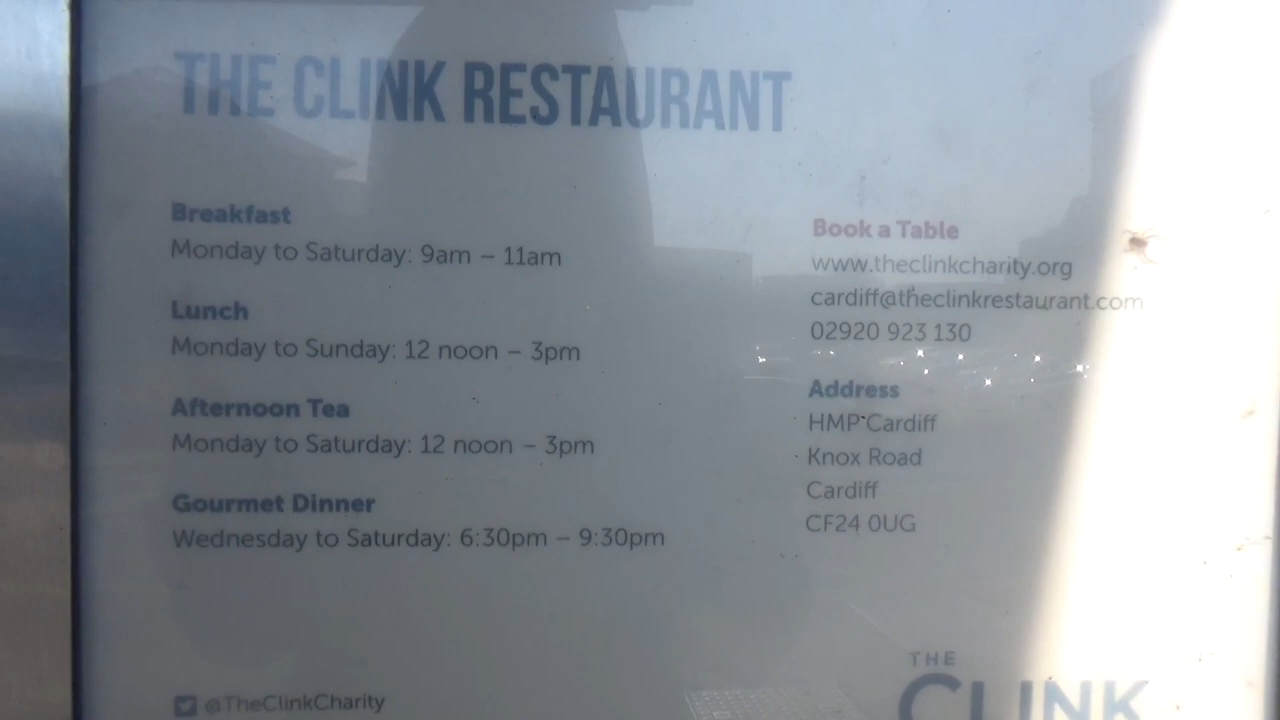 THE CLINK RESTAURANT
Breakfast
Monday to Saturday: 9am – 11am
Lunch
Monday to Sunday: 12 noon – 3pm
Afternoon Tea
Monday to Saturday: 12 noon – 3pm
Gourmet Dinner
Wednesday to Saturday: 6:30pm – 9:30pm
@TheClinkCharity
Book a Table
www.theclinkcharity.org
cardiff@theclinkrestaurant.com
02920 923 130
Address
HMP Cardiff
Knox Road
Cardiff
CF24 0UG
THE
CLINK